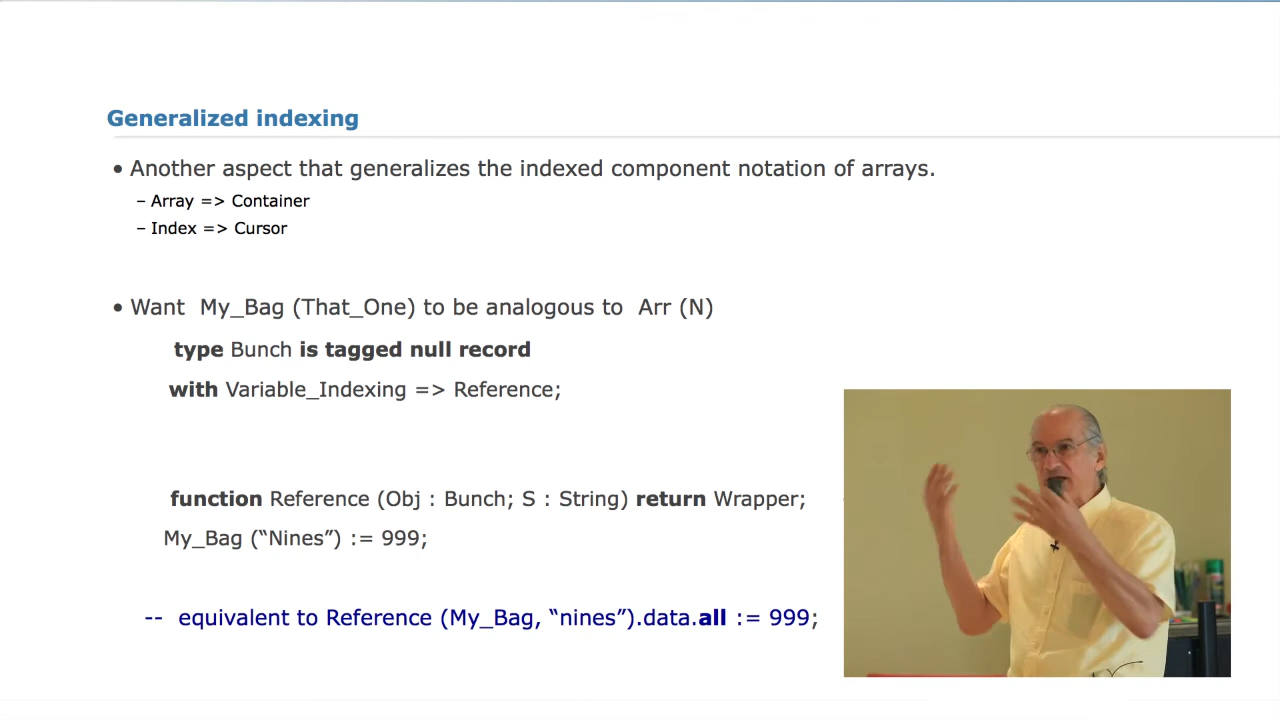 Generalized indexing
• Another aspect that generalizes the indexed component notation of arrays.
– Array => Container
– Index => Cursor
• Want My_Bag (That_One) to be analogous to Arr (N)
type Bunch is tagged null record
with Variable_Indexing => Reference;
function Reference (Obj : Bunch; S : String) return Wrapper;
My_Bag (“Nines”) := 999;
-- equivalent to Reference (My_Bag, “nines”).data.all := 999;